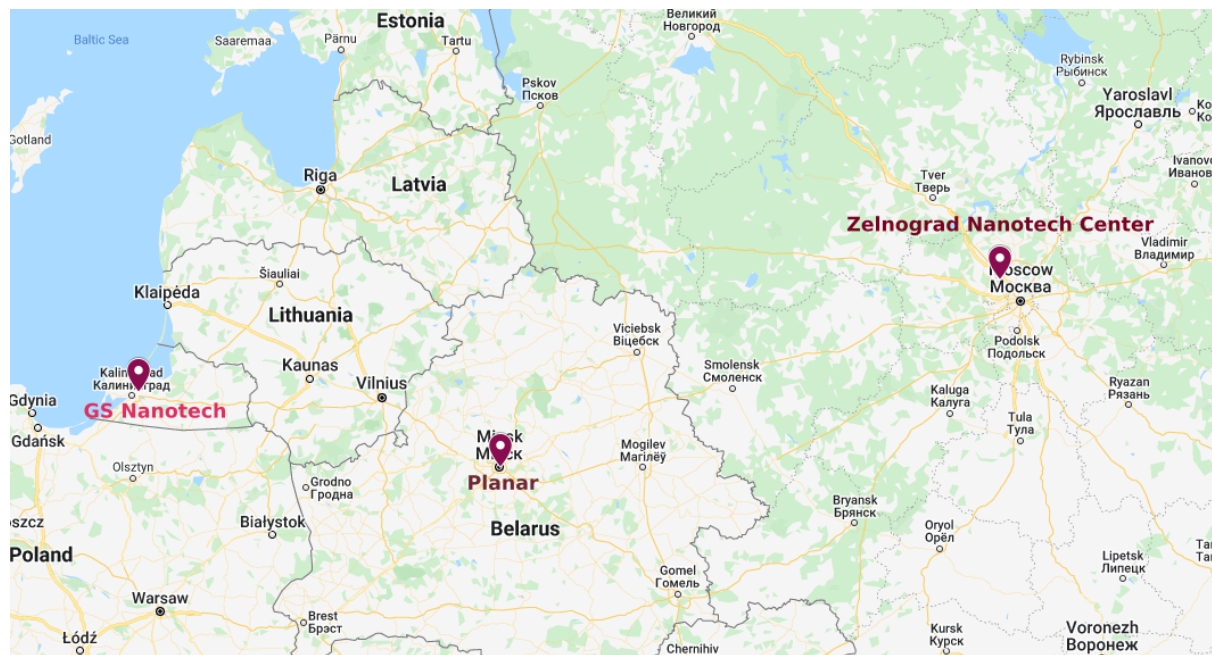 Estonia
Великий
Новгород
Baltic Sea
Saaremaa
Pärnu
Tartu
Rybinsk
Рыбинск
Pskov
Псков
Yaroslavl
Ярославль
Gotland
Riga
Latvia
Ivanovo
Иваново
Tver
Тверь
Zelnograd Nanotech Center
Vladimir
Владимир
Šiauliai
Moscow
Москва
Klaipėda
Lithuania
Viciebsk
Віцебск
Podolsk
Подольск
Kaunas
Smolensk
Смоленск
Kaluga
Калуга
Ryazan
Рязань
Vilnius
GS Nanotech
Gdynia
Gdańsk
Tula
Тула
Minsk
Planar
Mogilev
Магілёў
Olsztyn
Grodno
Гродна
Bryansk
Брянск
Białystok
Belarus
Oryol
Орёл
Poland
Lipetsk
Липецк
Gomel
Гомель
Warsaw
Brest
Брэст
Łódź
Chernihiv
Kursk
Курск
Voronezh
Воронеж